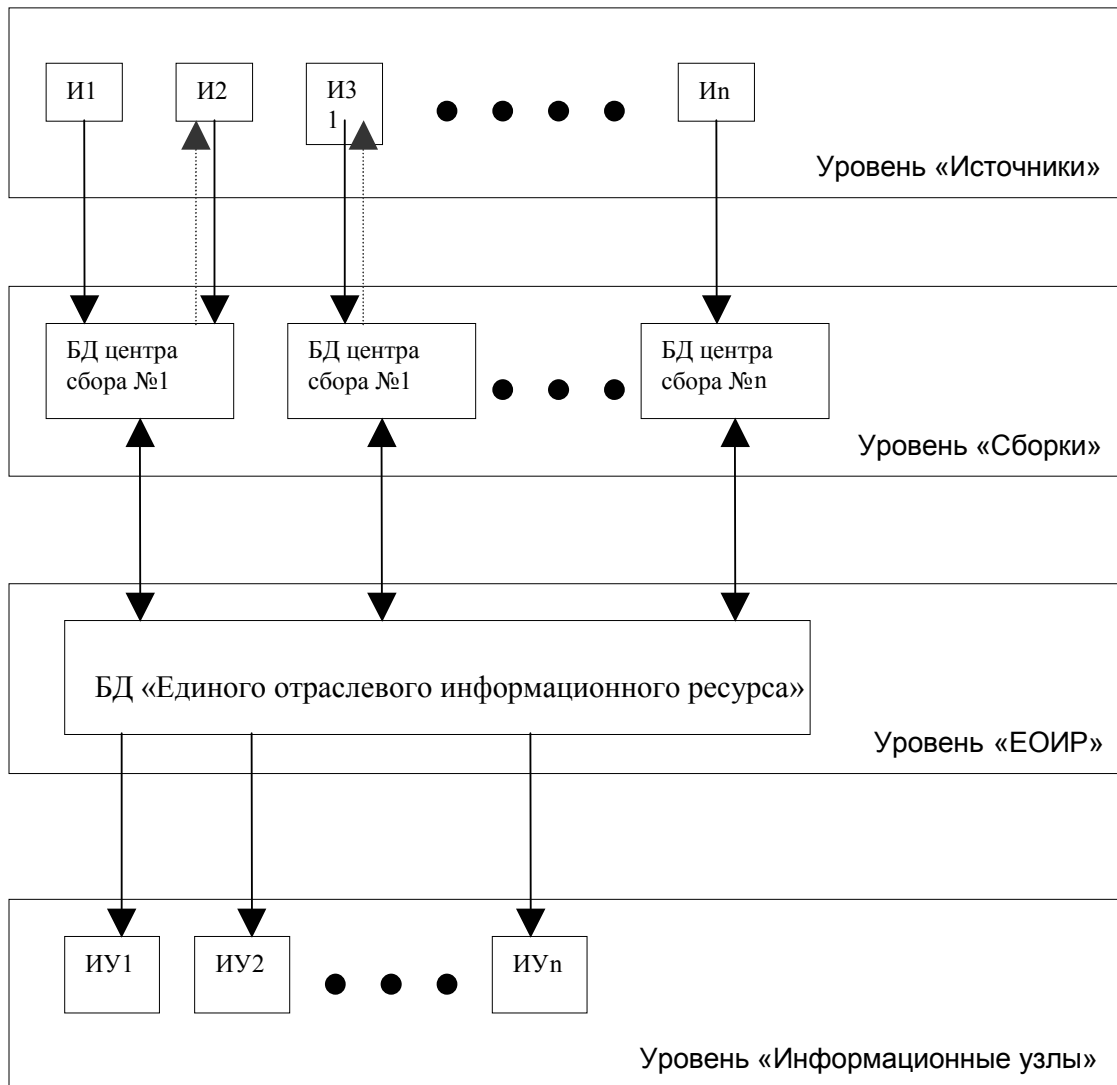 И1
И2
И3
1
Иn
Уровень «Источники»
БД центра
сбора №1
БД центра
сбора №1
БД центра
сбора №n
Уровень «Сборки»
БД «Единого отраслевого информационного ресурса»
Уровень «ЕОИР»
ИУ1
ИУ2
ИУn
Уровень «Информационные узлы»